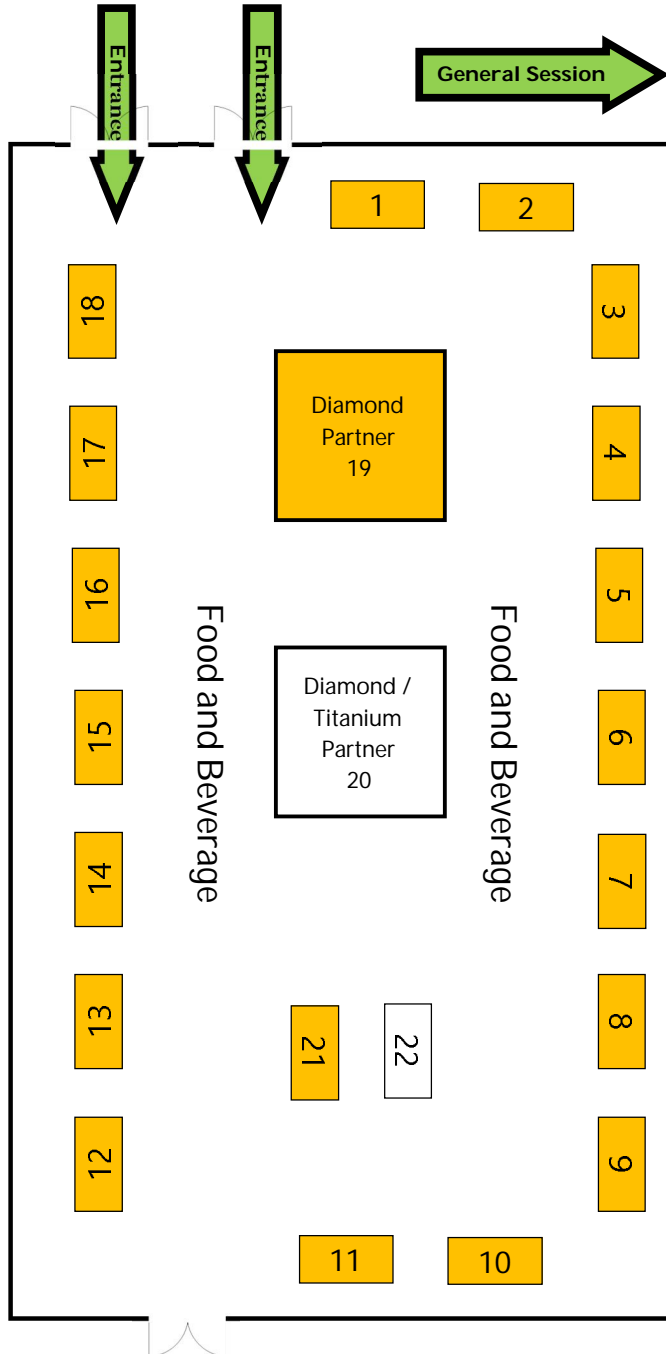 Entrance
Entrance
General Session
1
2
18
3
Diamond
Partner
19
17
4
16
5
Food and Beverage
Food and Beverage
Diamond /
Titanium
Partner
20
15
6
14
7
13
21
22
8
12
9
11
10